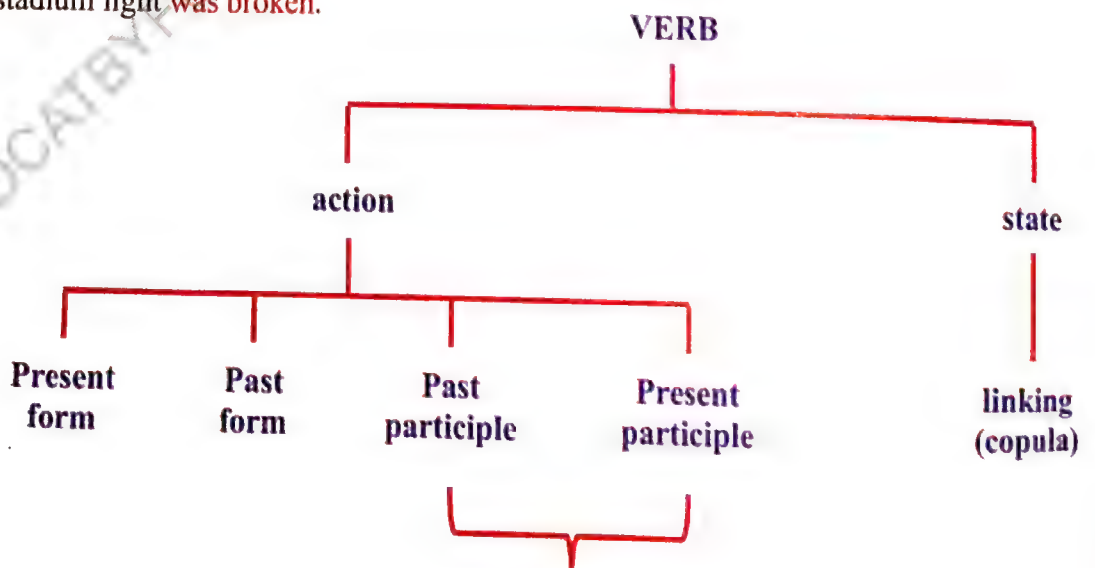 stadium light was broken.
VERB
action
state
Present
form
Past
form
Past
participle
Present
participle
linking
(copula)